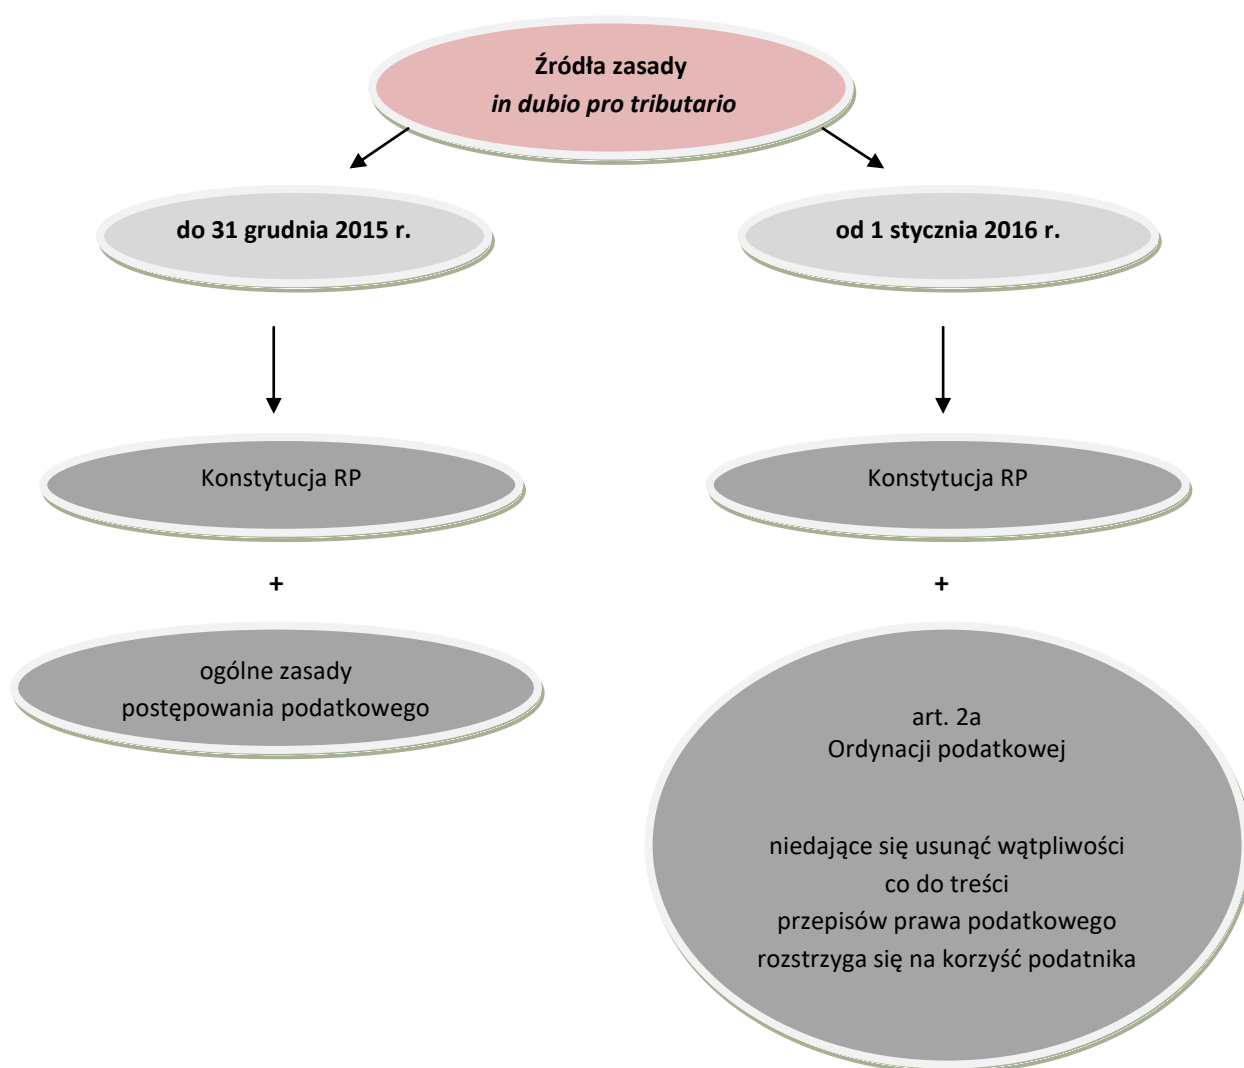 Źródła zasady
in dubio pro tributario
do 31 grudnia 2015 r.
od 1 stycznia 2016 r.
Konstytucja RP
Konstytucja RP
+
+
ogólne zasady
postępowania podatkowego
art. 2a
Ordynacji podatkowej
niedające się usunąć wątpliwości
co do treści
przepisów prawa podatkowego
rozstrzyga się na korzyść podatnika